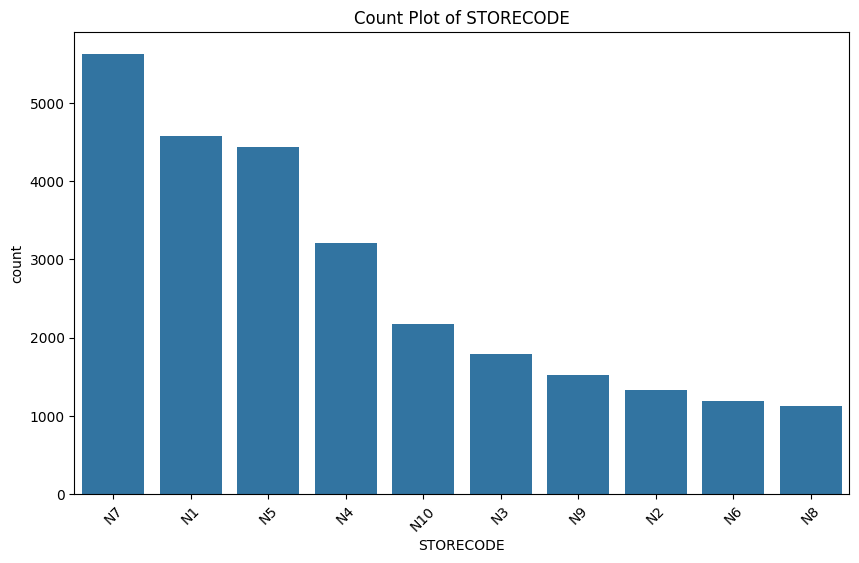 Count Plot of STORECODE
count
5000
4000
3000
2000
1000
0
N7 N1 N5 N4 N10 N3 N9 N2 N6 N8
STORECODE